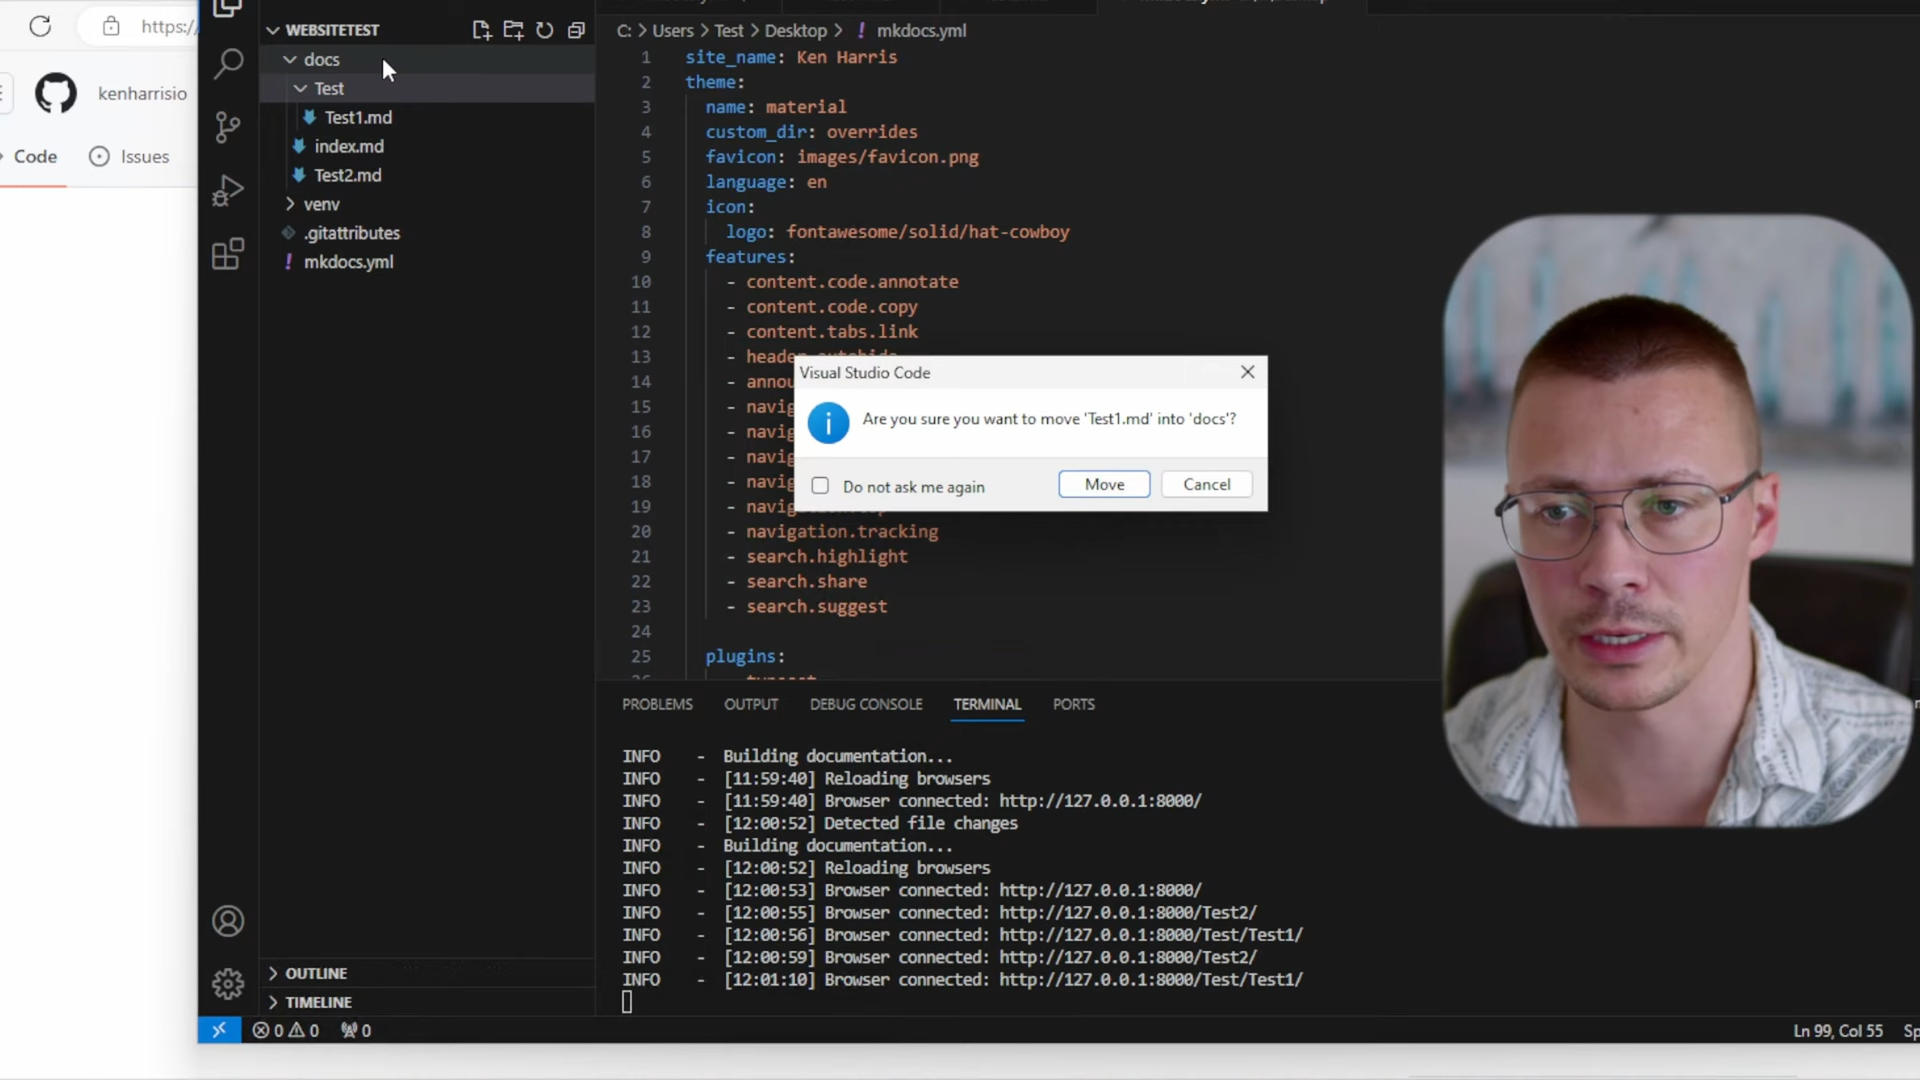 https://
kenharrisio
Code
Issues
WEBSITETEST
docs
Test
Test1.md
index.md
Test2.md
venv
.gitattributes
mkdocs.yml
OUTLINE
TIMELINE
C: > Users > Test > Desktop > ! mkdocs.yml
1 site_name: Ken Harris
2 theme:
3 name: material
4 custom_dir: overrides
5 favicon: images/favicon.png
6 language: en
7 icon:
8 logo: fontawesome/solid/hat-cowboy
9 features:
10 - content.code.annotate
11 - content.code.copy
12 - content.tabs.link
13 - header
14 - annou
15 - navig
16 - navig
17 - navig
18 - navig
19 - navig
20 - navigation.tracking
21 - search.highlight
22 - search.share
23 - search.suggest
24
25 plugins:
Visual Studio Code
Are you sure you want to move 'Test1.md' into 'docs'?
Do not ask me again
Move
Cancel
PROBLEMS OUTPUT DEBUG CONSOLE TERMINAL PORTS
INFO - Building documentation...
INFO - [11:59:40] Reloading browsers
INFO - [11:59:40] Browser connected: http://127.0.0.1:8000/
INFO - [12:00:52] Detected file changes
INFO - Building documentation...
INFO - [12:00:52] Reloading browsers
INFO - [12:00:53] Browser connected: http://127.0.0.1:8000/
INFO - [12:00:55] Browser connected: http://127.0.0.1:8000/Test2/
INFO - [12:00:56] Browser connected: http://127.0.0.1:8000/Test/Test1/
INFO - [12:00:59] Browser connected: http://127.0.0.1:8000/Test2/
INFO - [12:01:10] Browser connected: http://127.0.0.1:8000/Test/Test1/
0 0 0
Ln 99, Col 55 Sp